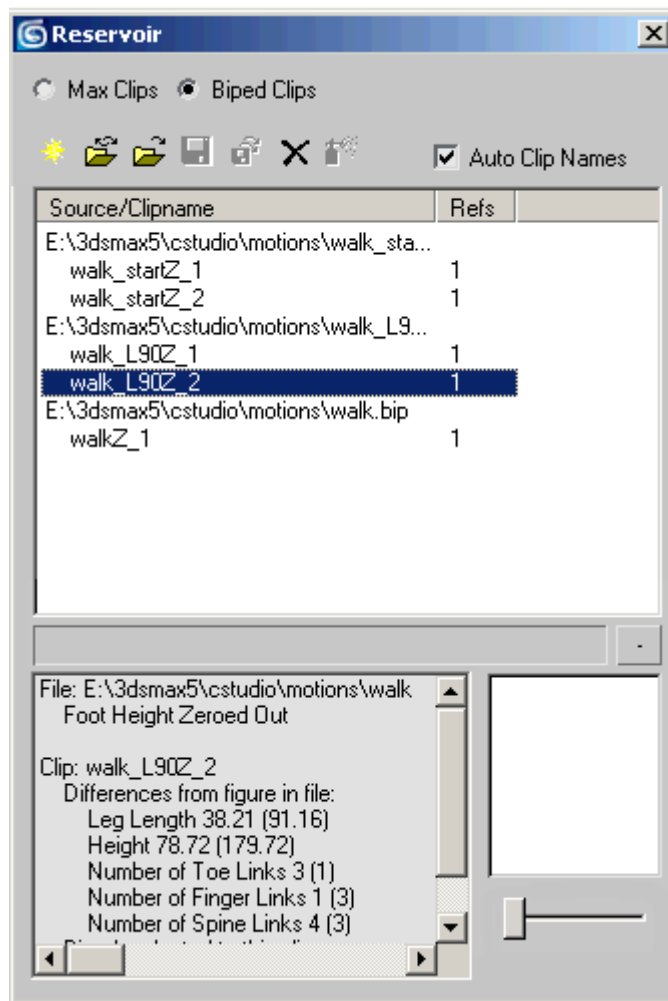 Reservoir
Max Clips Biped Clips
Auto Clip Names
Source/Clipname Refs
E:\3dsmax5\cstudio\motions\walk_sta...
walk_startZ_1 1
walk_startZ_2 1
E:\3dsmax5\cstudio\motions\walk_L9...
walk_L90Z_1 1
walk_L90Z_2 1
E:\3dsmax5\cstudio\motions\walk.bip
walkZ_1 1
-
File: E:\3dsmax5\cstudio\motions\walk
Foot Height Zeroed Out
Clip: walk_L90Z_2
Differences from figure in file:
Leg Length 38.21 (91.16)
Height 78.72 (179.72)
Number of Toe Links 3 (1)
Number of Finger Links 1 (3)
Number of Spine Links 4 (3)